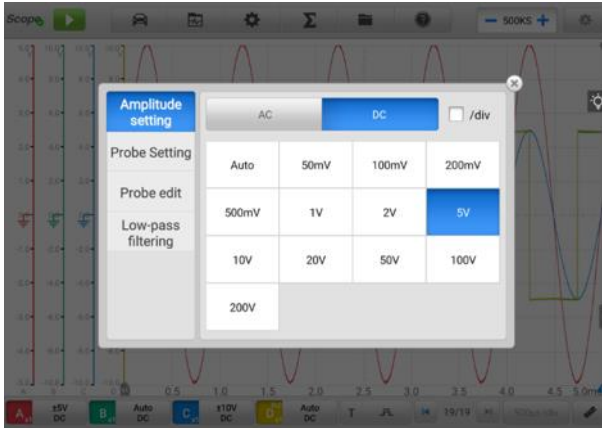 Scope
500KS
Amplitude
setting
AC
DC
/div
Probe Setting
Probe edit
Low-pass
filtering
Auto
50mV
100mV
200mV
500mV
1V
2V
5V
10V
20V
50V
100V
200V
0
0.5
1.0
1.5
2.0
2.5
3.0
3.5
4.0
4.5
5.0ms
A
±5V
DC
B
Auto
DC
C
±10V
DC
D
Auto
DC
T
19/19
500μs/div